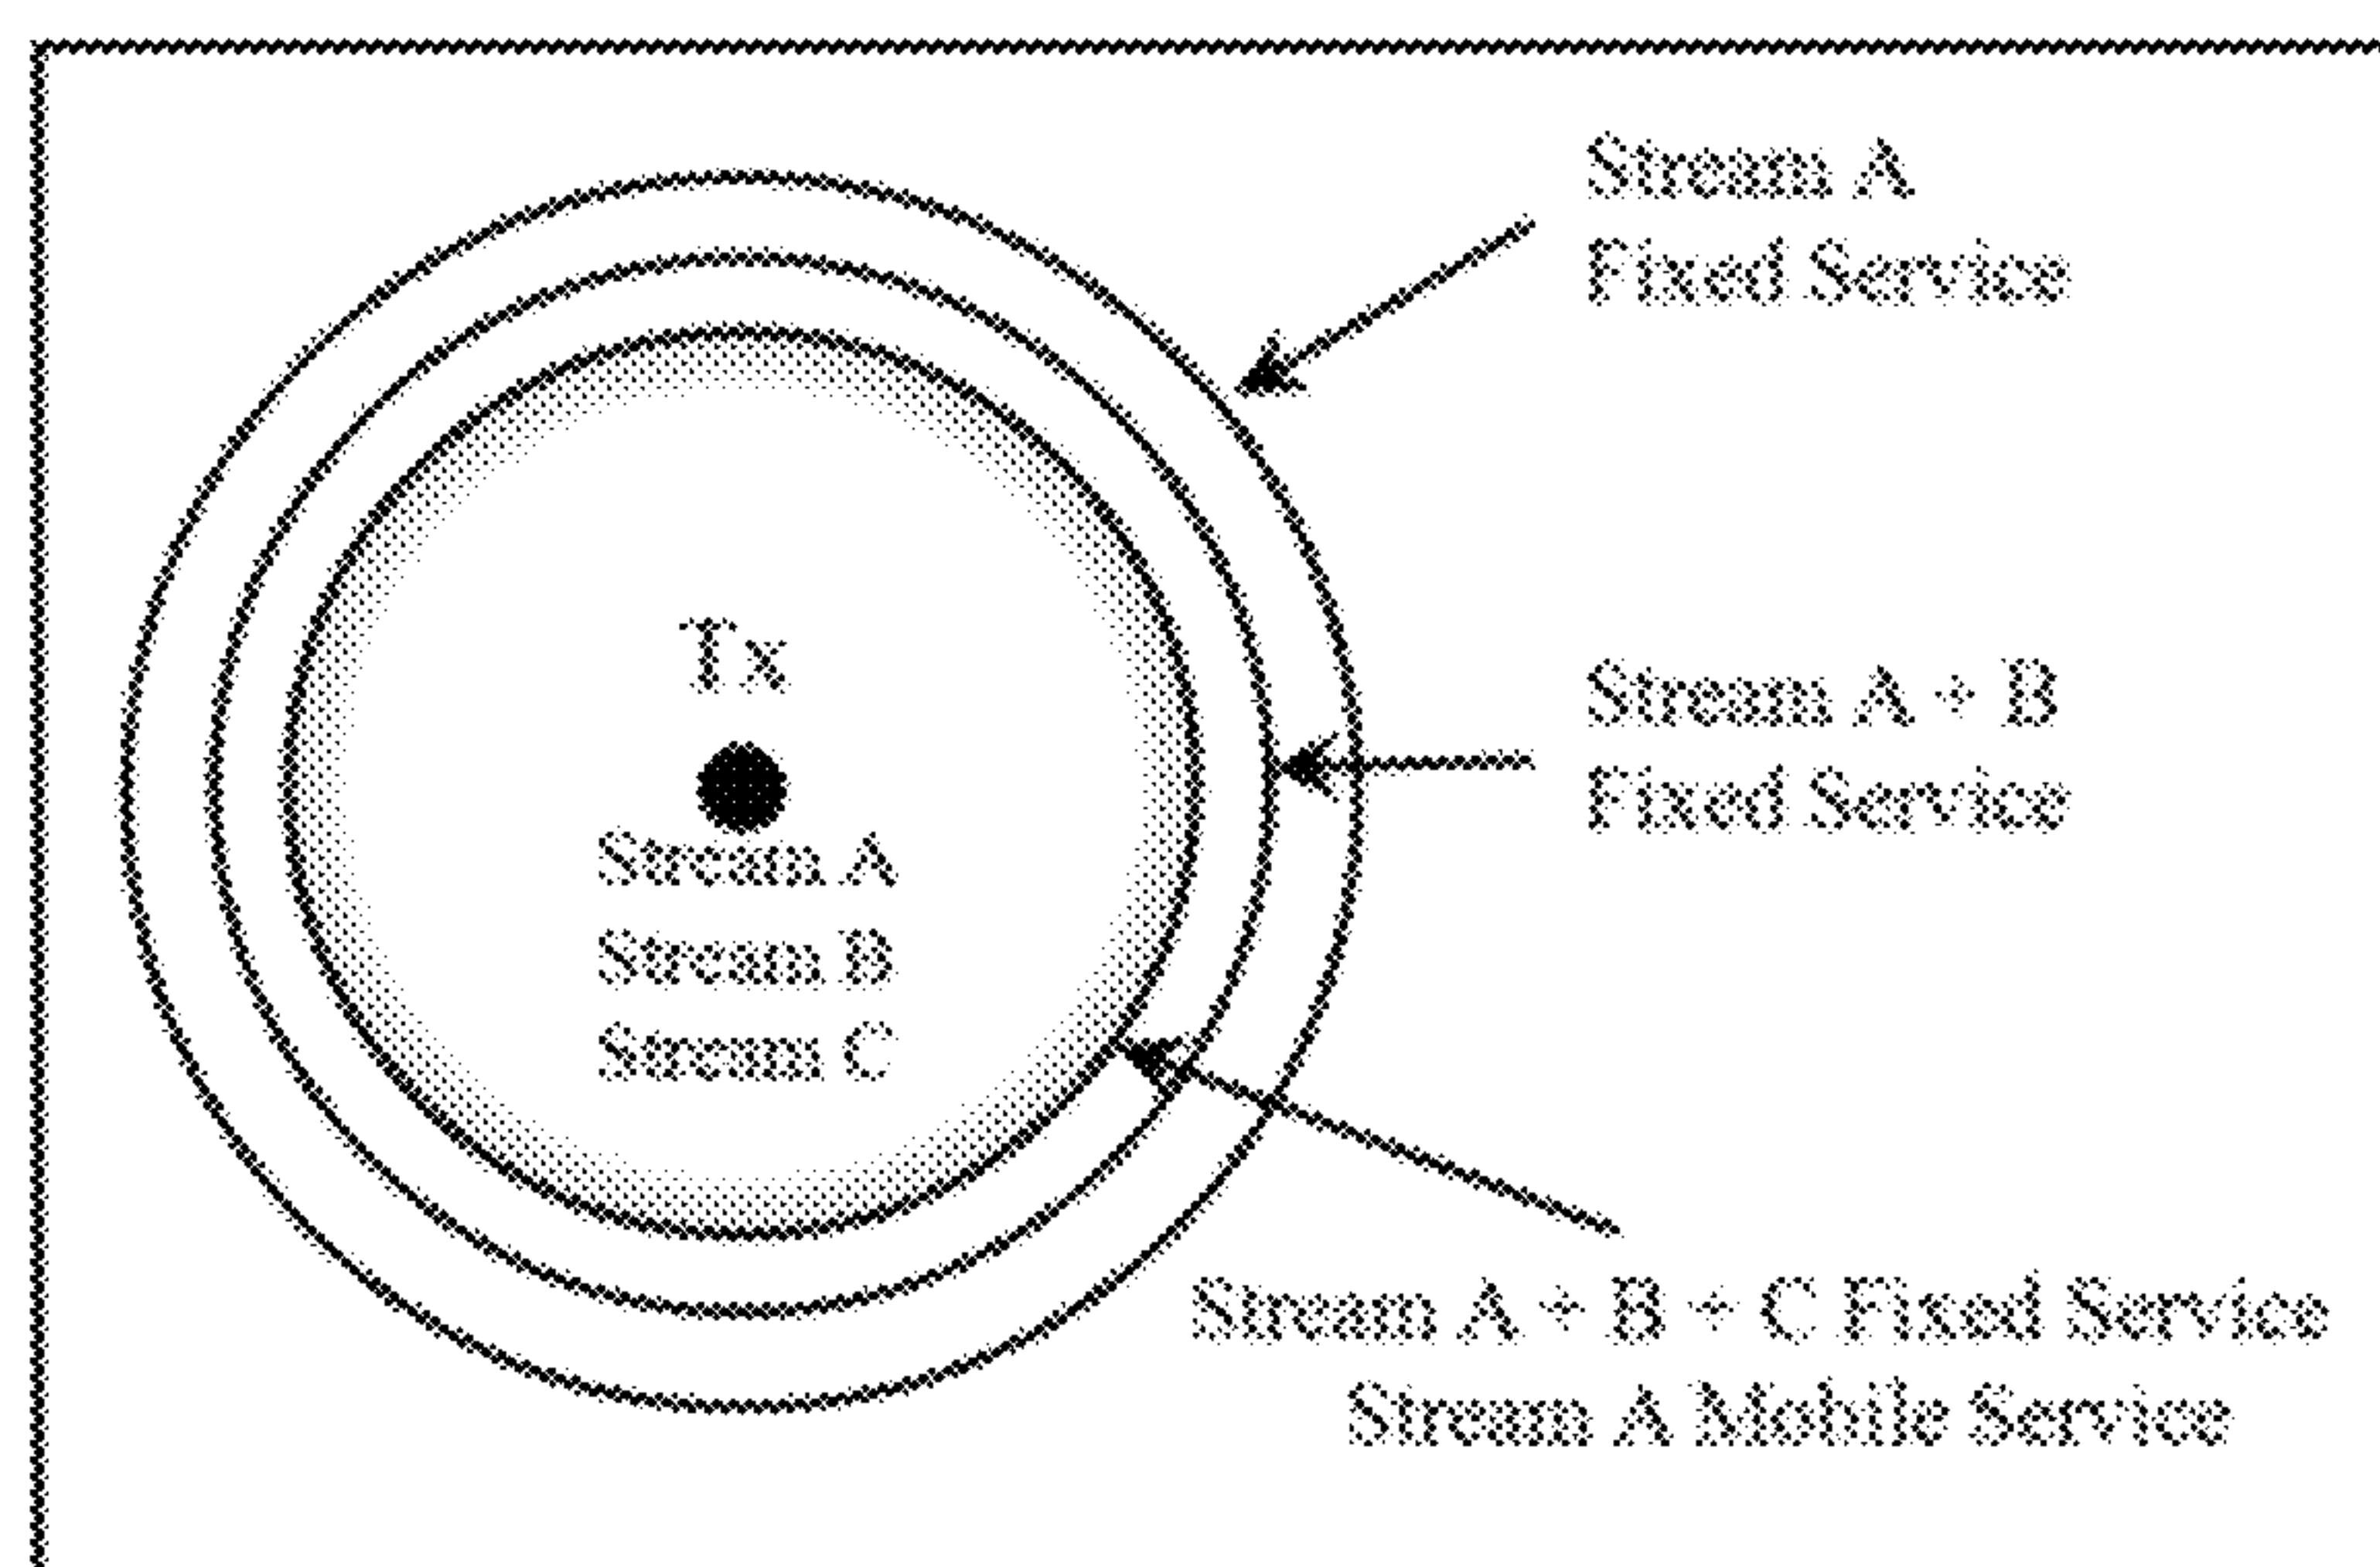 Stream A
Fixed Service
Tx
Stream A + B
Fixed Service
Stream A
Stream B
Stream C
Stream A + B + C Fixed Service
Stream A Mobile Service